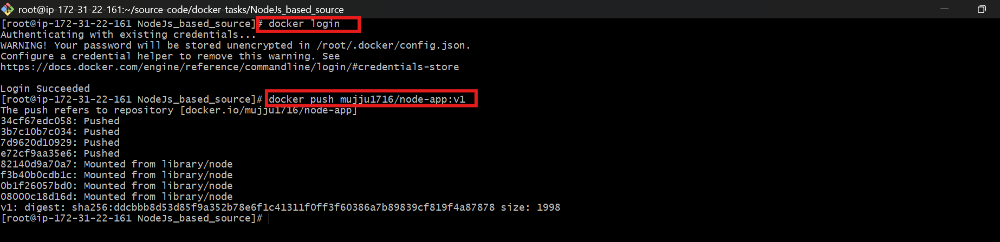 root@ip-172-31-22-161:~/source-code/docker-tasks/NodeJs_based_source
[root@ip-172-31-22-161 NodeJs_based_source]# docker login
Authenticating with existing credentials...
WARNING! Your password will be stored unencrypted in /root/.docker/config.json.
Configure a credential helper to remove this warning. See
https://docs.docker.com/engine/reference/commandline/login/#credentials-store
Login Succeeded
[root@ip-172-31-22-161 NodeJs_based_source]# docker push mujju1716/node-app:v1
The push refers to repository [docker.io/mujju1716/node-app]
34cf67edc058: Pushed
3b7c10b7c034: Pushed
7d9620d10929: Pushed
e72cf9aa35e6: Pushed
82140d9a70a7: Mounted from library/node
f3b40b0cdb1c: Mounted from library/node
0b1f26057bd0: Mounted from library/node
08000c18d16d: Mounted from library/node
v1: digest: sha256:ddcbbb8d53d85f9a352b78e6f1c41311f0ff3f60386a7b89839cf819f4a87878 size: 1998
[root@ip-172-31-22-161 NodeJs_based_source]#